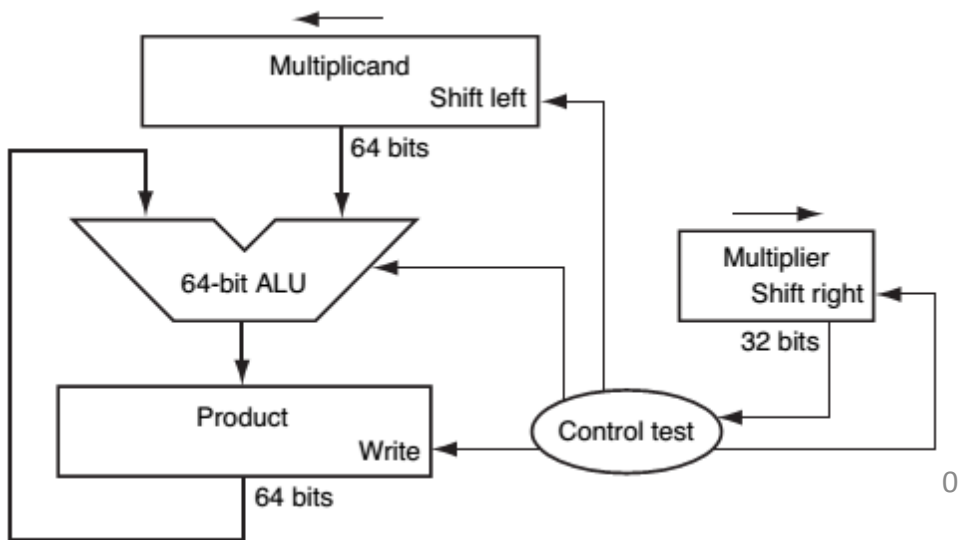 Multiplicand
Shift left
64 bits
64-bit ALU
Multiplier
Shift right
32 bits
Product
Write
Control test
64 bits
0